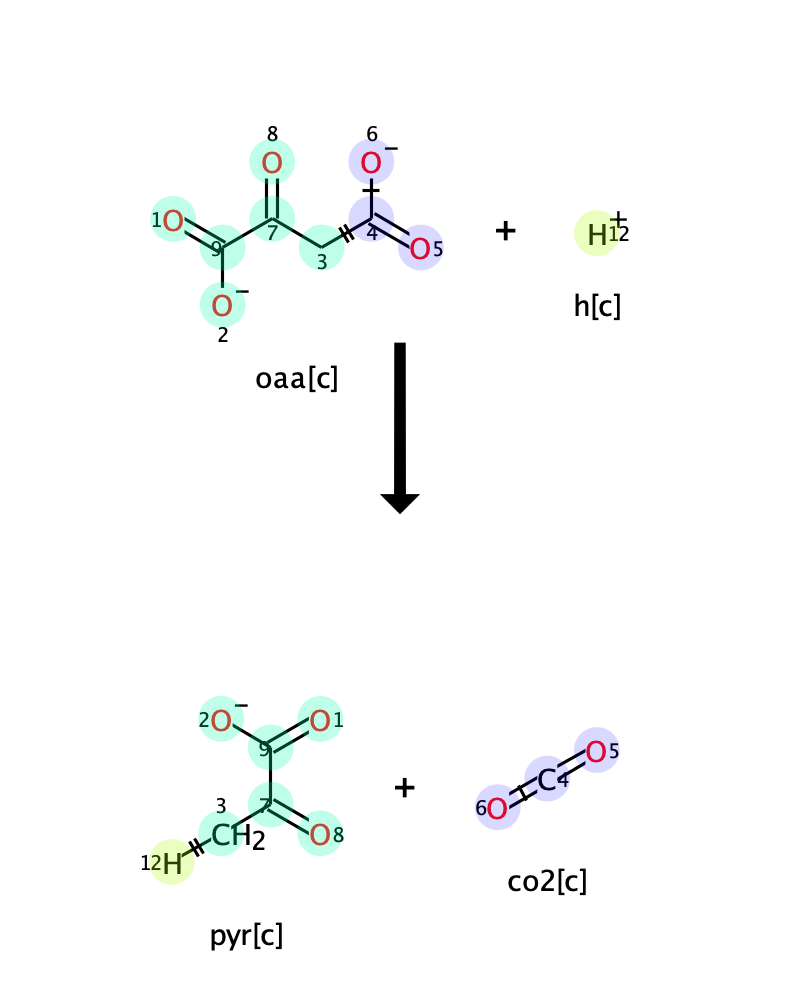 8 6
O O −
1 O 9 7 3 4 O 5 + H + 12
O −
2
h[c]
oaa[c]
2 O − O 1
9
3 7
CH2 O 8
12 H
+
O 5
C 4
6 O
co2[c]
pyr[c]